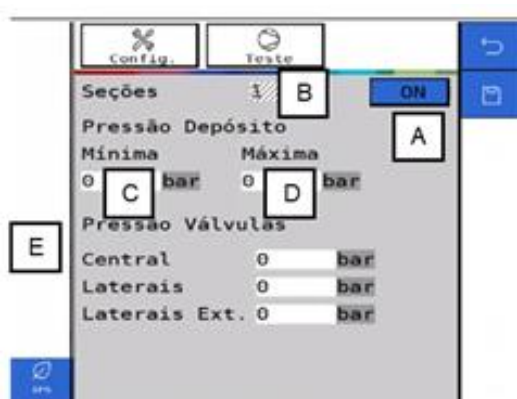 Config. Teste
Seções 1 B ON
Pressão Depósito A
Mínima Máxima
0 C bar 0 D bar
Pressão Válvulas
E
Central 0 bar
Laterais 0 bar
Laterais Ext. 0 bar